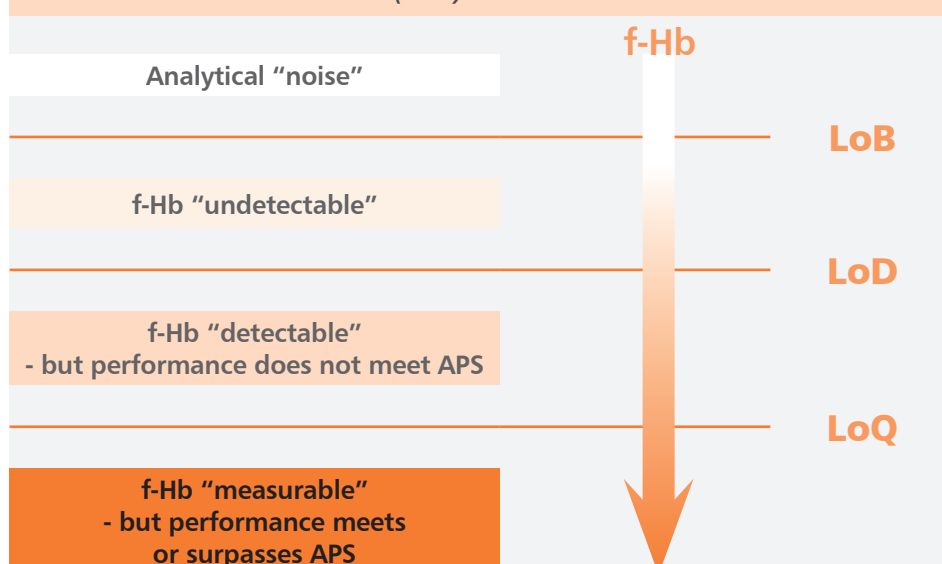 f-Hb
Analytical “noise”
LoB
f-Hb “undetectable”
LoD
f-Hb “detectable”
- but performance does not meet APS
LoQ
f-Hb “measurable”
- but performance meets
or surpasses APS